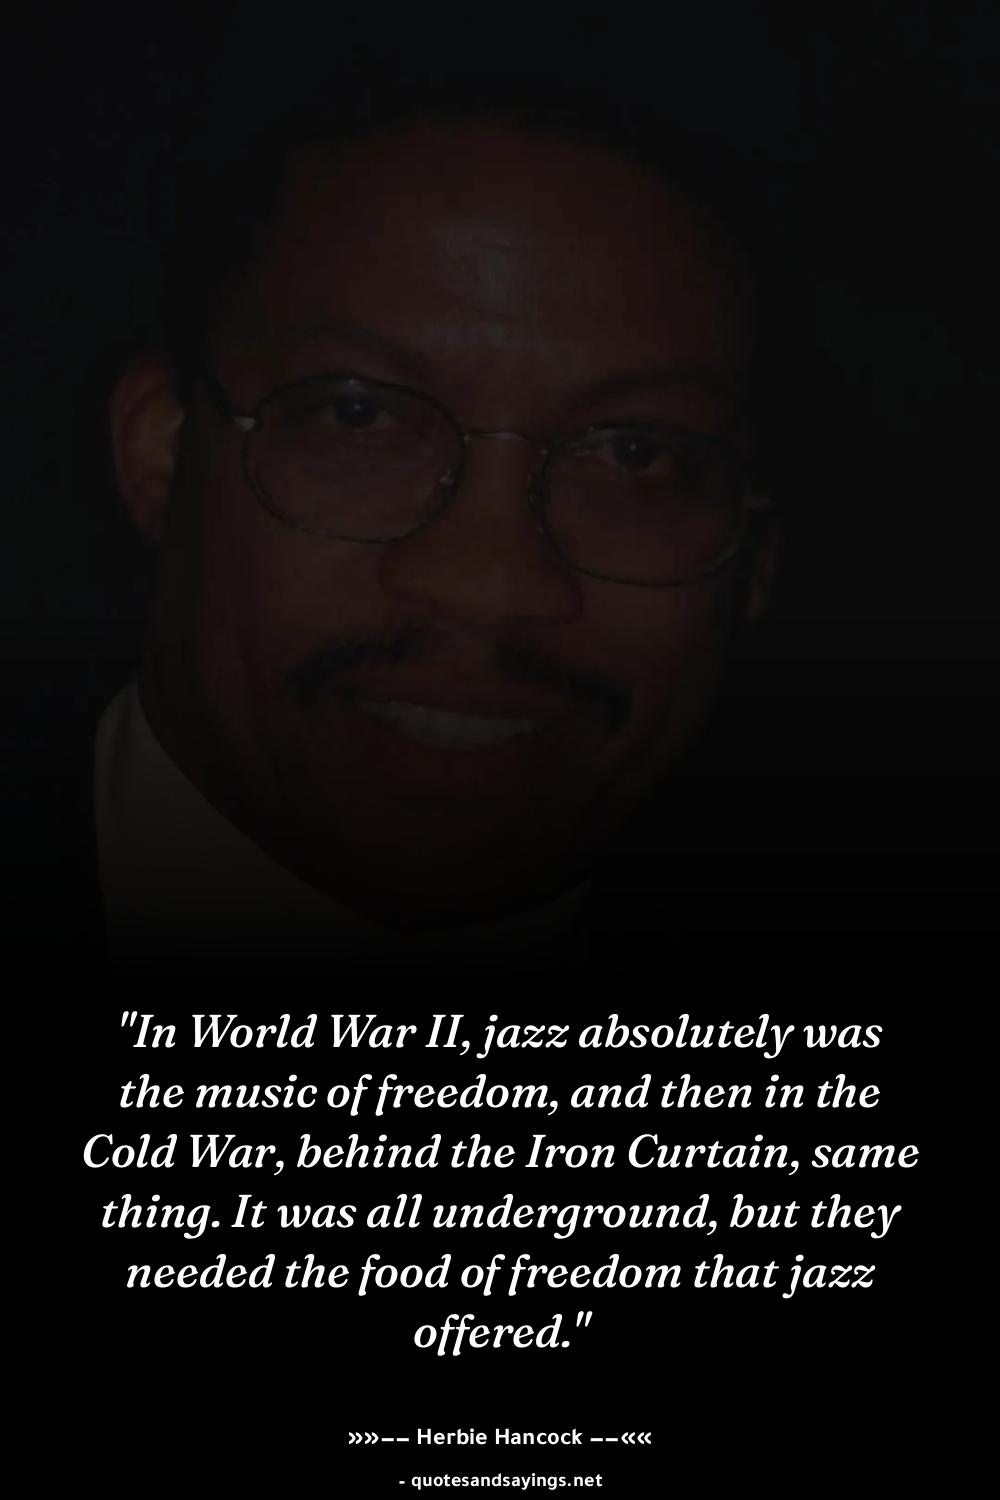 "In World War II, jazz absolutely was
the music of freedom, and then in the
Cold War, behind the Iron Curtain, same
thing. It was all underground, but they
needed the food of freedom that jazz
offered."
»»−− Herbie Hancock −−««
- quotesandsayings.net